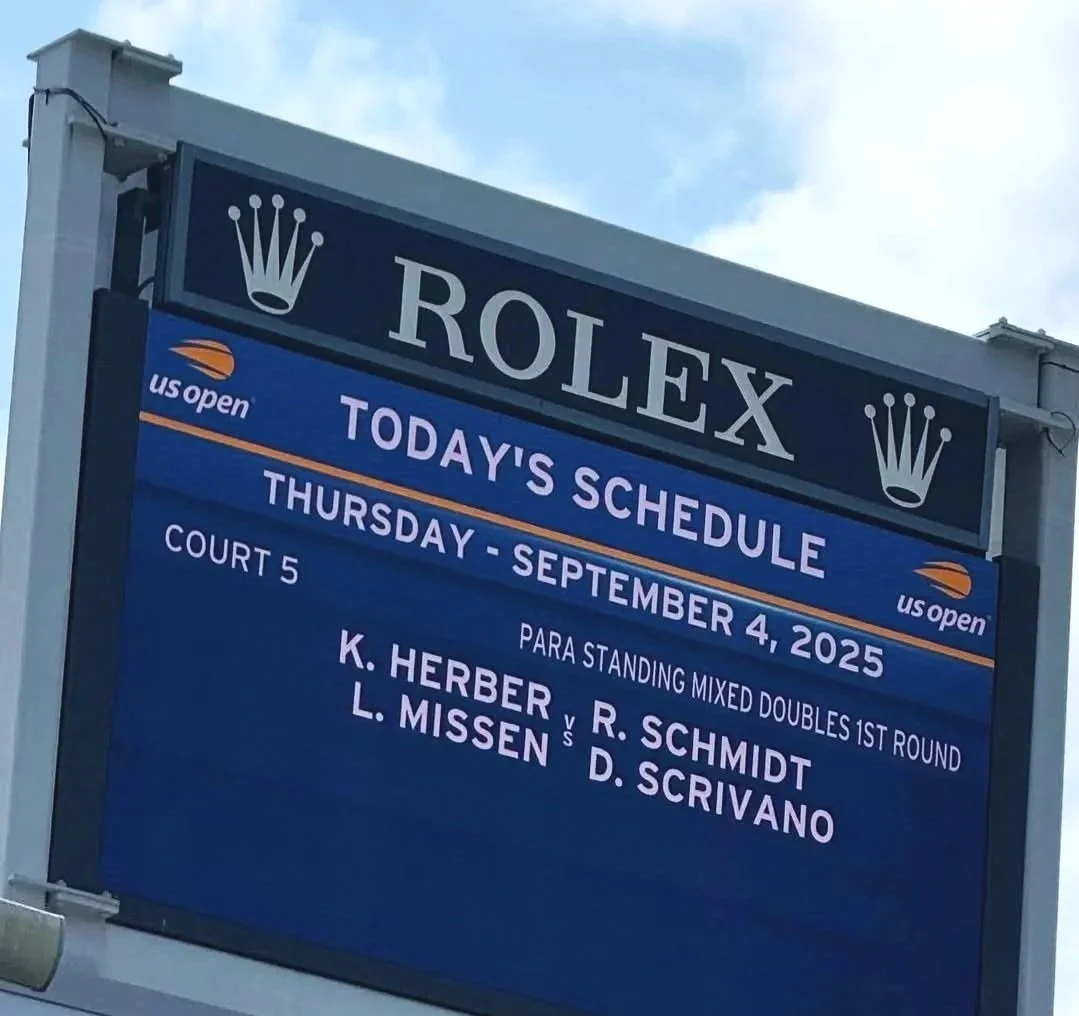 ROLEX
us open
TODAY'S SCHEDULE
us open
THURSDAY - SEPTEMBER 4, 2025
COURT 5
PARA STANDING MIXED DOUBLES 1ST ROUND
K. HERBER
L. MISSEN
vs
R. SCHMIDT
D. SCRIVANO